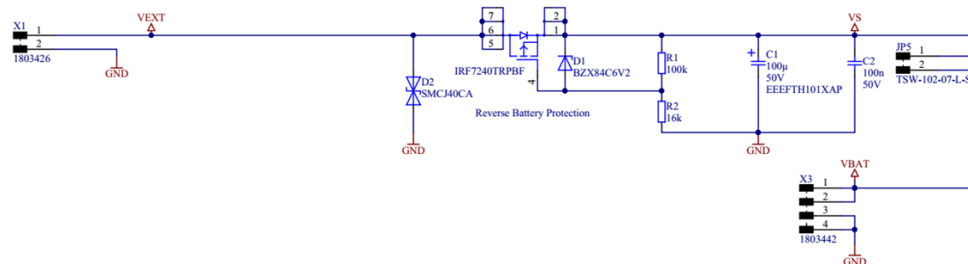 X1
1
2
1803426
VEXT
GND
D2
SMCJ40CA
GND
7
6
5
2
1
4
IRF7240TRPBF
D1
BZX84C6V2
Reverse Battery Protection
R1
100k
R2
16k
C1
100µ
50V
EEEFTH101XAP
GND
VS
C2
100n
50V
JP5
1
2
TSW-102-07-L-S
VBAT
X3
1
2
3
4
1803442
GND